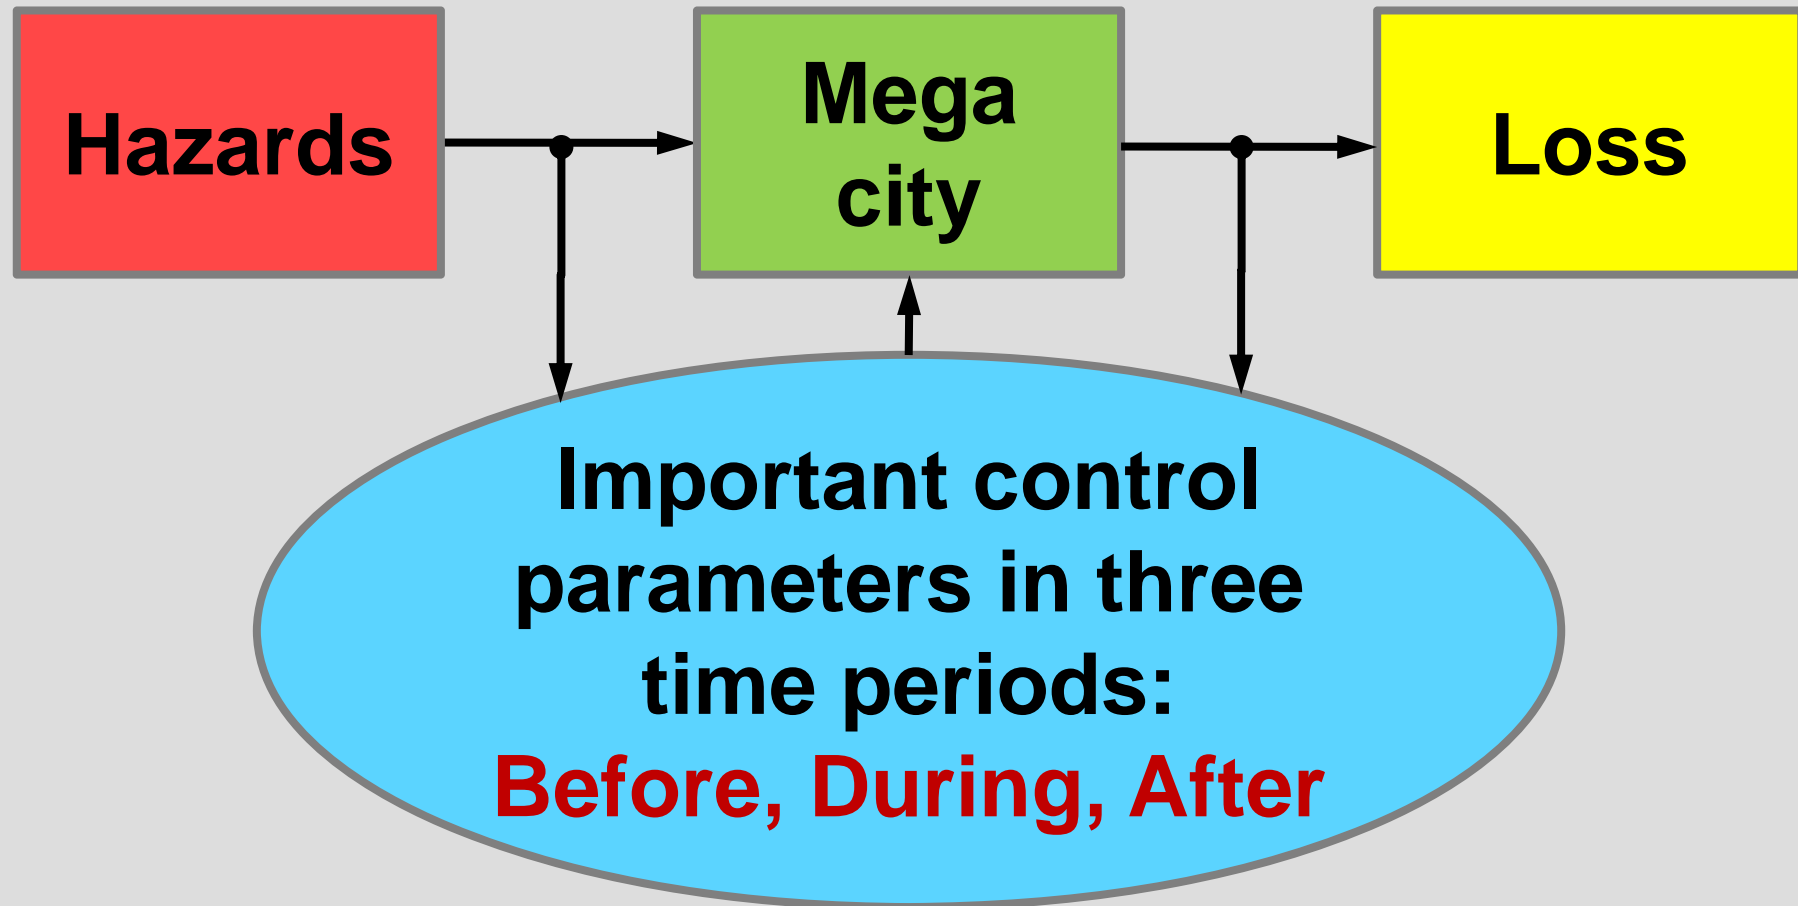 Hazards
Mega
city
Loss
Important control
parameters in three
time periods:
Before, During, After